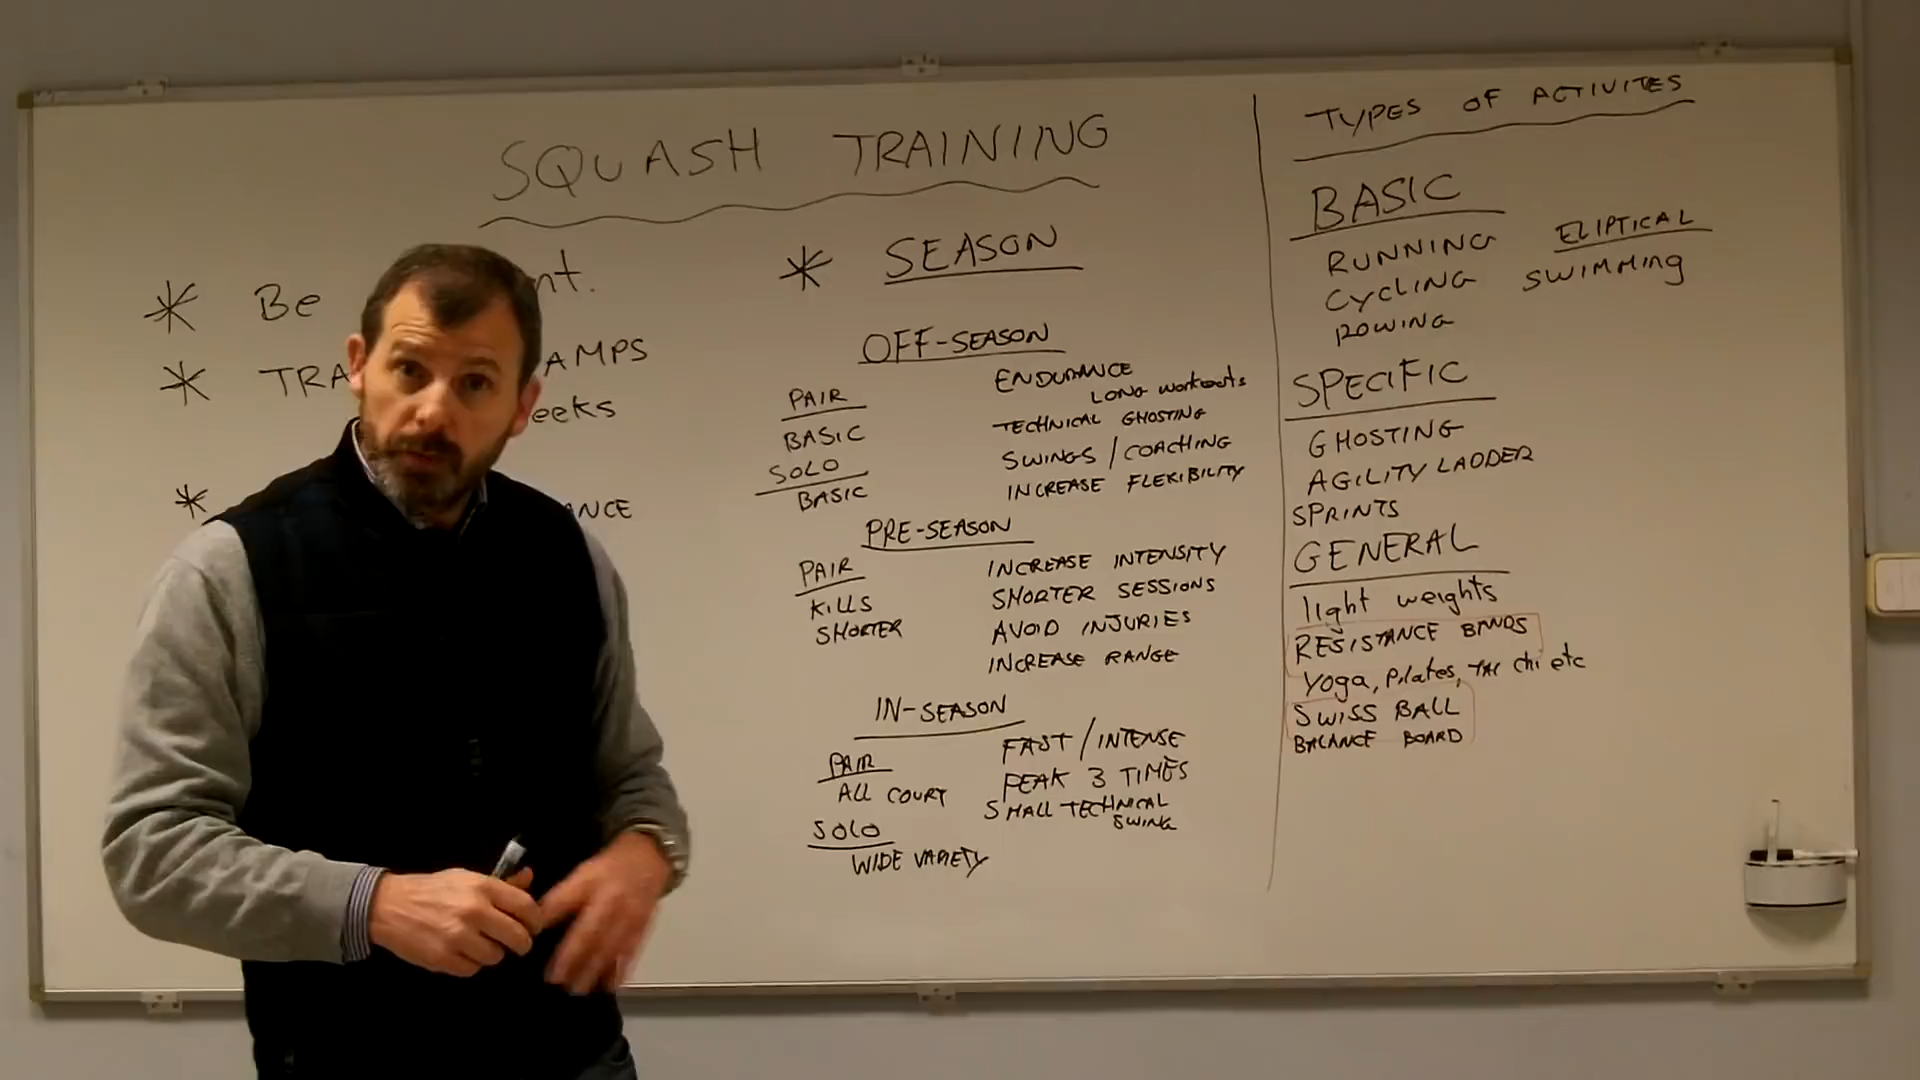 SQUASH TRAINING
* Be nt.
* TRA AMPS
eeks
* ANCE
* SEASON
OFF-SEASON
PAIR
BASIC
SOLO
BASIC
ENDURANCE
LONG workouts
TECHNICAL GHOSTING
SWINGS / COACHING
INCREASE FLEXIBILITY
PRE-SEASON
PAIR
KILLS
SHORTER
INCREASE INTENSITY
SHORTER SESSIONS
AVOID INJURIES
INCREASE RANGE
IN-SEASON
PAIR
ALL COURT
SOLO
WIDE VARIETY
FAST / INTENSE
PEAK 3 TIMES
SMALL TECHNICAL
SWING
TYPES OF ACTIVITES
BASIC
RUNNING ELIPTICAL
CYCLING SWIMMING
ROWING
SPECIFIC
GHOSTING
AGILITY LADDER
SPRINTS
GENERAL
light weights
RESISTANCE BANDS
Yoga, Pilates, TAI chi etc
SWISS BALL
BALANCE BOARD